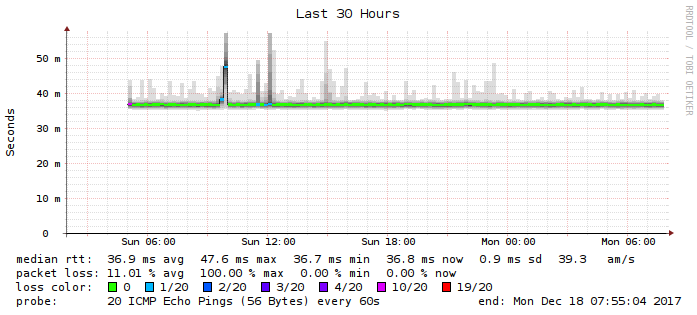 Last 30 Hours
RRDTOOL / TOBI OETIKER
Seconds
50 m
40 m
30 m
20 m
10 m
0
Sun 06:00 Sun 12:00 Sun 18:00 Mon 00:00 Mon 06:00
median rtt: 36.9 ms avg 47.6 ms max 36.7 ms min 36.8 ms now 0.9 ms sd 39.3 am/s
packet loss: 11.01 % avg 100.00 % max 0.00 % min 0.00 % now
loss color: 0 1/20 2/20 3/20 4/20 10/20 19/20
probe: 20 ICMP Echo Pings (56 Bytes) every 60s end: Mon Dec 18 07:55:04 2017